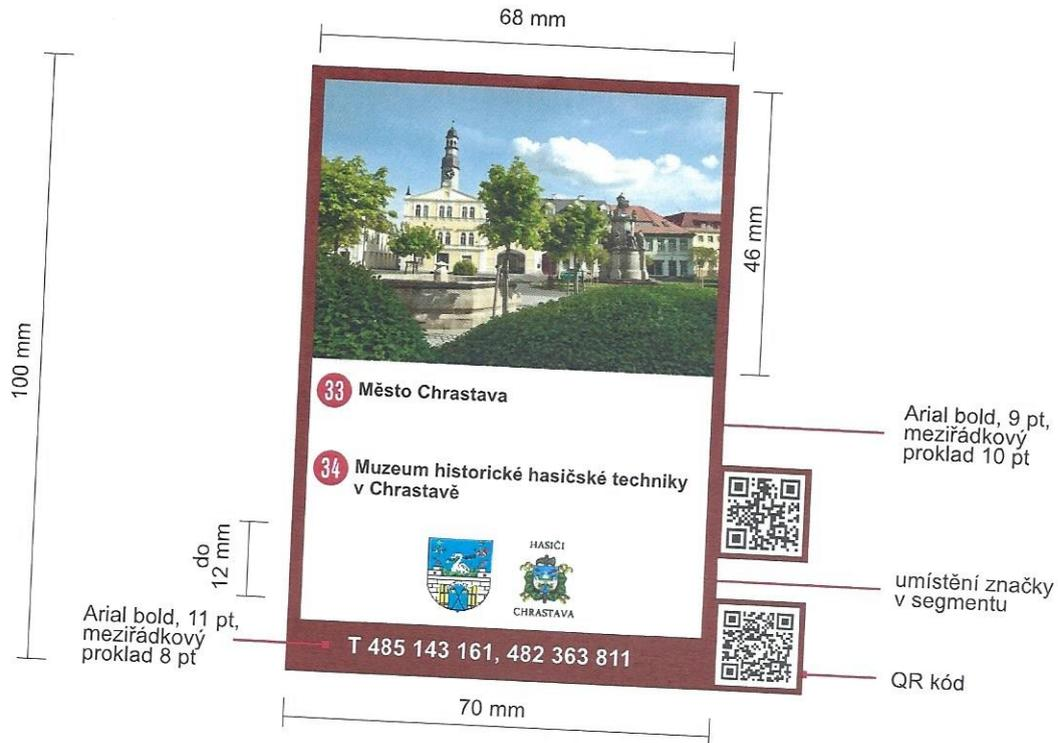 68 mm
100 mm
46 mm
33 Město Chrastava
Arial bold, 9 pt,
meziřádkový
proklad 10 pt
34 Muzeum historické hasičské techniky
v Chrastavě
do
12 mm
HASIČI
CHRASTAVA
umístění značky
v segmentu
Arial bold, 11 pt,
meziřádkový
proklad 8 pt
T 485 143 161, 482 363 811
QR kód
70 mm